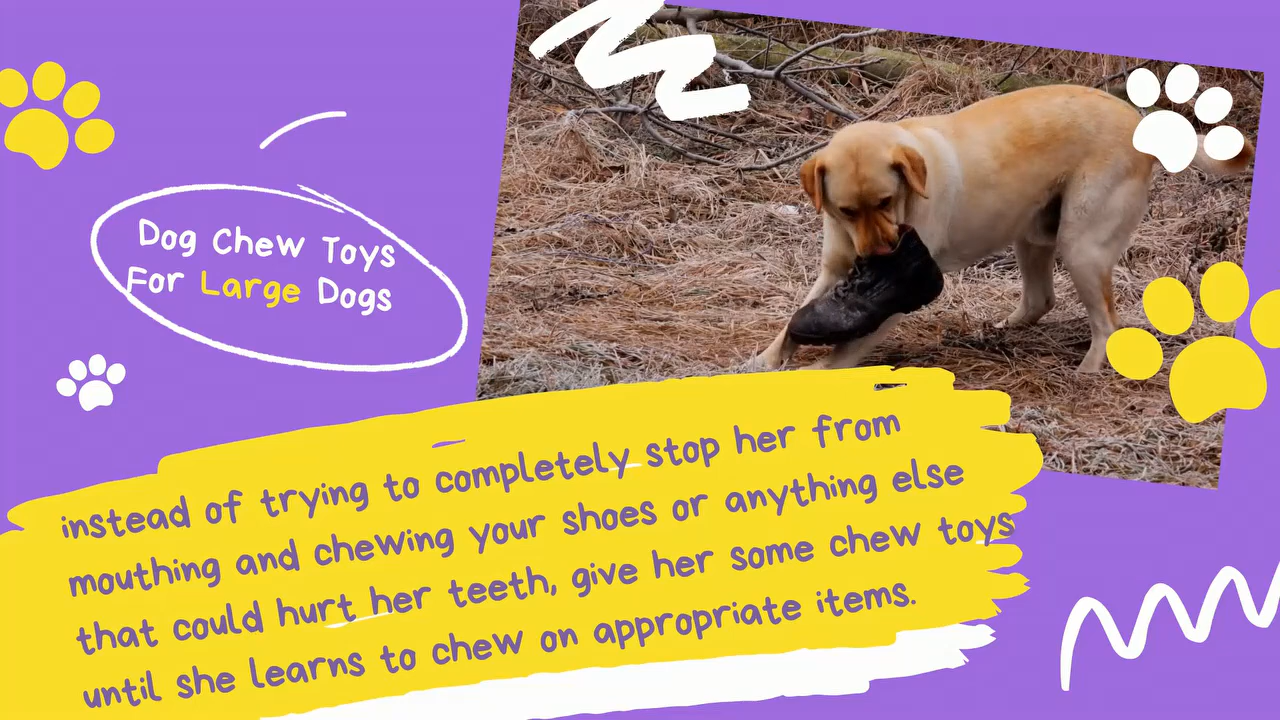 Dog Chew Toys
For Large Dogs
instead of trying to completely stop her from
mouthing and chewing your shoes or anything else
that could hurt her teeth, give her some chew toys
until she learns to chew on appropriate items.